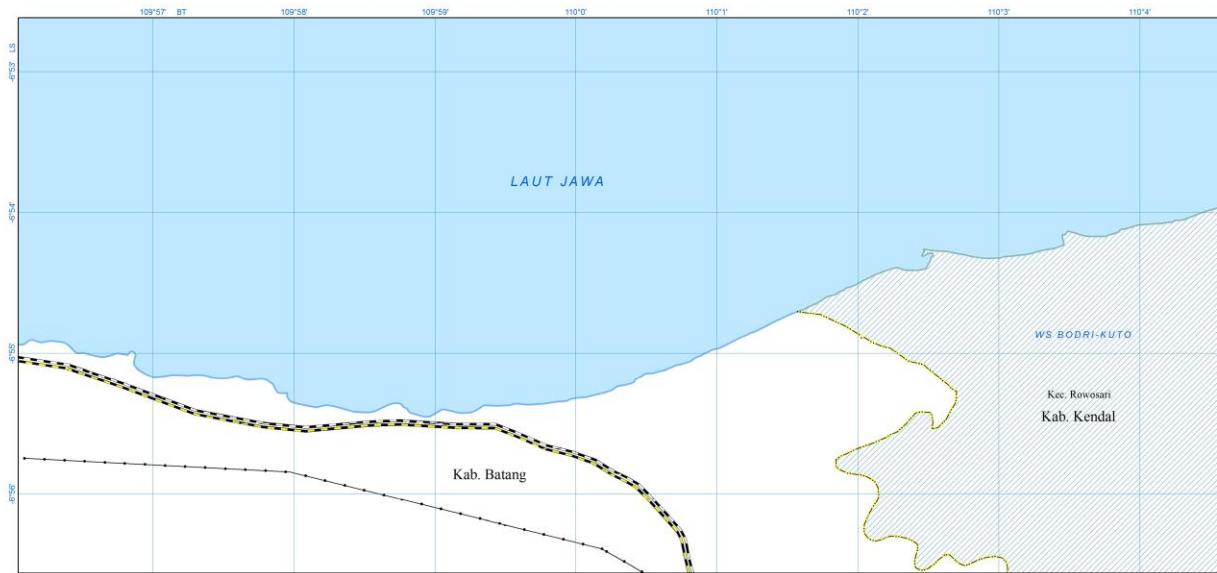 109°57' BT 109°58' 109°59' 110°0' 110°1' 110°2' 110°3' 110°4'
LS
-6°53'
LAUT JAWA
-6°54'
WS BODRI-KUTO
-6°55'
Kec. Rowosari
Kab. Kendal
Kab. Batang
-6°56'